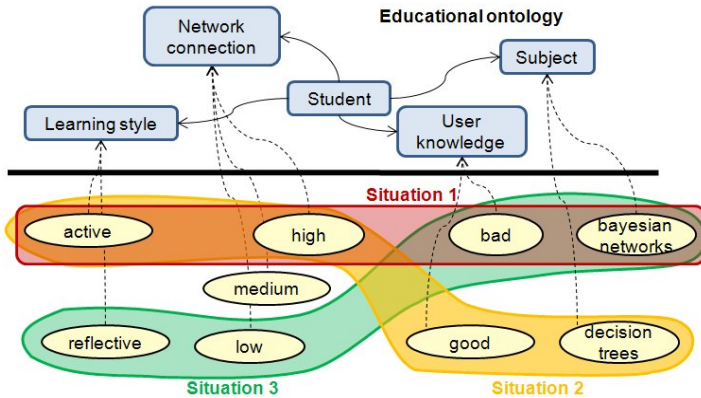 Educational ontology
Network
connection
Subject
Student
Learning style
User
knowledge
Situation 1
active
high
bad
bayesian
networks
medium
reflective
low
good
decision
trees
Situation 3
Situation 2